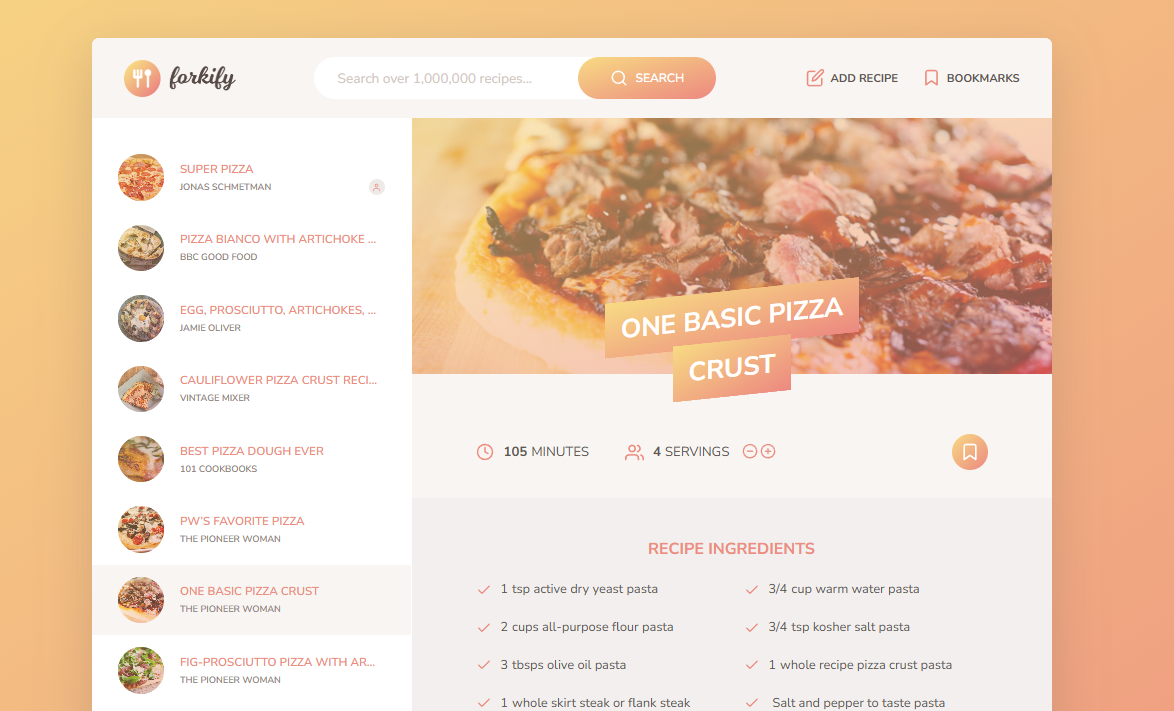 forkify
Search over 1,000,000 recipes...
SEARCH
ADD RECIPE
BOOKMARKS
SUPER PIZZA
JONAS SCHMETMAN
PIZZA BIANCO WITH ARTICHOKE ...
BBC GOOD FOOD
EGG, PROSCIUTTO, ARTICHOKES, ...
JAMIE OLIVER
CAULIFLOWER PIZZA CRUST RECI...
VINTAGE MIXER
BEST PIZZA DOUGH EVER
101 COOKBOOKS
PW'S FAVORITE PIZZA
THE PIONEER WOMAN
ONE BASIC PIZZA CRUST
THE PIONEER WOMAN
FIG-PROSCIUTTO PIZZA WITH AR...
THE PIONEER WOMAN
ONE BASIC PIZZA
CRUST
105 MINUTES
4 SERVINGS
RECIPE INGREDIENTS
1 tsp active dry yeast pasta
3/4 cup warm water pasta
2 cups all-purpose flour pasta
3/4 tsp kosher salt pasta
3 tbsps olive oil pasta
1 whole recipe pizza crust pasta
1 whole skirt steak or flank steak
Salt and pepper to taste pasta